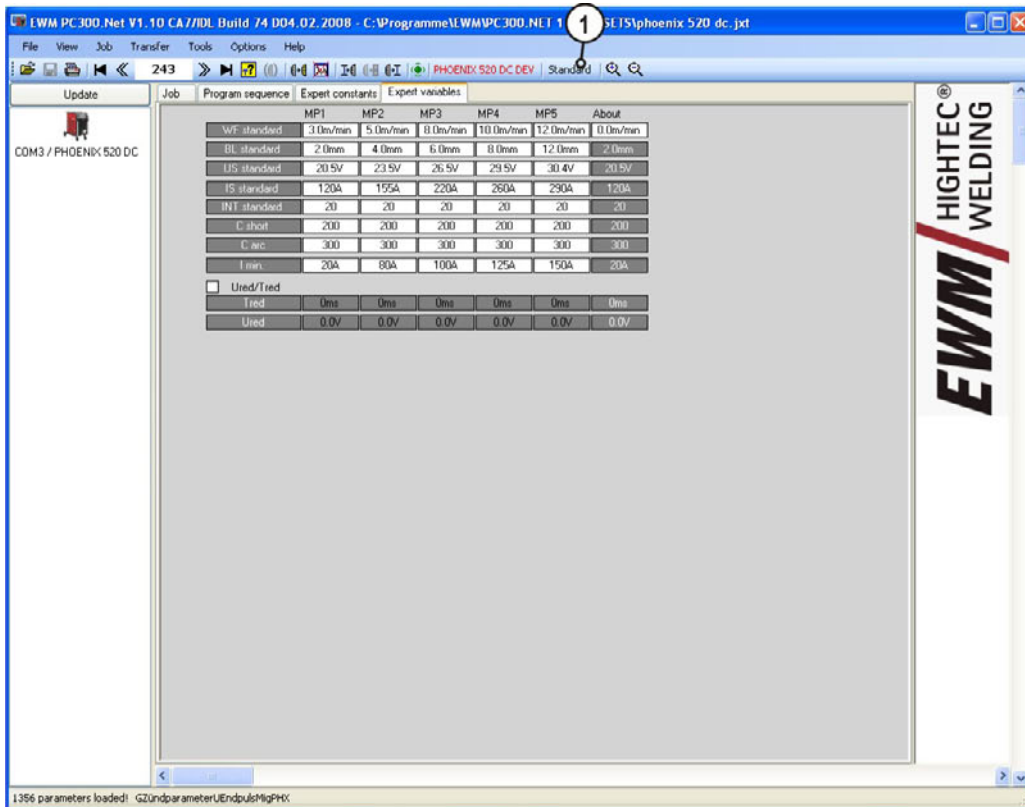 EWM PC300.Net V1.10 CA7/IDL Build 74 D04.02.2008 - C:\Programme\EWM\PC300.NET 1 SETS\phoenix 520 dc.jxt
1
File View Job Transfer Tools Options Help
243 PHOENIX 520 DC DEV Standard
Update
COM3 / PHOENIX 520 DC
Job Program sequence Expert constants Expert variables
MP1 MP2 MP3 MP4 MP5 About
WF standard 3.0m/min 5.0m/min 8.0m/min 10.0m/min 12.0m/min 0.0m/min
BL standard 2.0mm 4.0mm 6.0mm 8.0mm 12.0mm 2.0mm
US standard 20.5V 23.5V 26.5V 29.5V 30.4V 20.5V
IS standard 120A 155A 220A 260A 290A 120A
INT standard 20 20 20 20 20 20
C short 200 200 200 200 200 200
C arc 300 300 300 300 300 300
I min. 20A 80A 100A 125A 150A 20A
Ured/Tred
Tred 0ms 0ms 0ms 0ms 0ms 0ms
Ured 0.0V 0.0V 0.0V 0.0V 0.0V 0.0V
EWM HIGHTEC®
WELDING
1356 parameters loaded! GZündparameterUEndpulsMigPHX